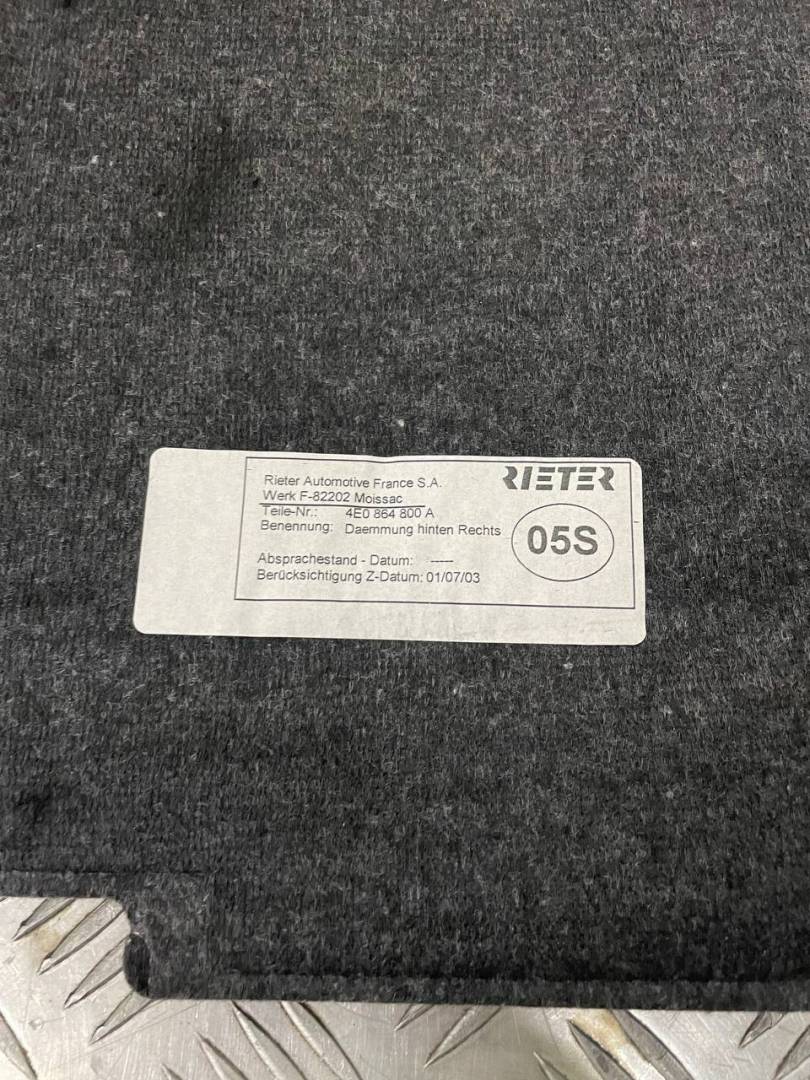 RIETER
Rieter Automotive France S.A.
Werk F-82202 Moissac
Teile-Nr.: 4E0 864 800 A
Benennung: Daemmung hinten Rechts
05S
Absprachestand - Datum: -----
Berücksichtigung Z-Datum: 01/07/03